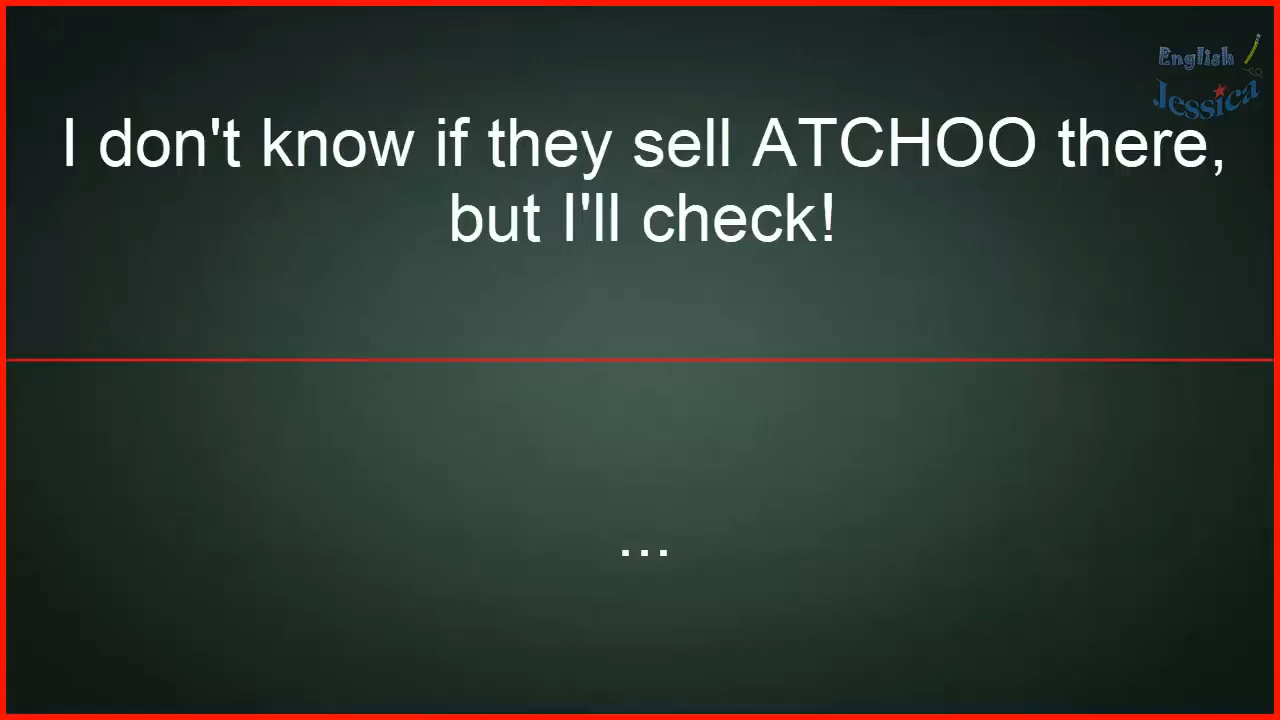 English
Jessica
I don't know if they sell ATCHOO there,
but I'll check!
...